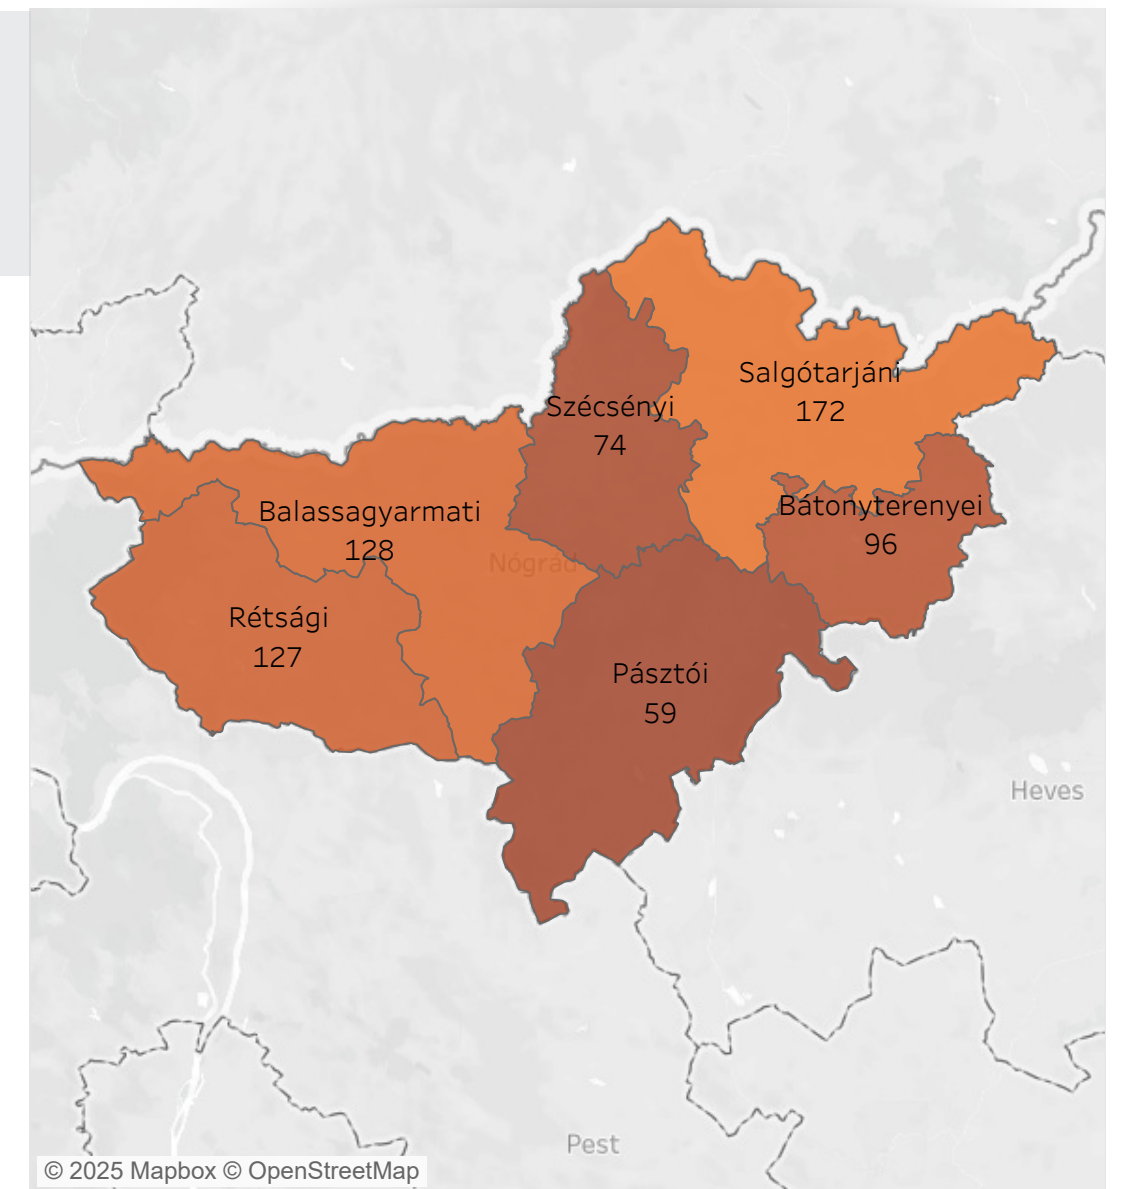 Salgótarjáni
172
Szécsényi
74
Bátonyterenyei
96
Balassagyarmati
128
Nógrád
Rétsági
127
Pásztói
59
Heves
Pest
© 2025 Mapbox © OpenStreetMap